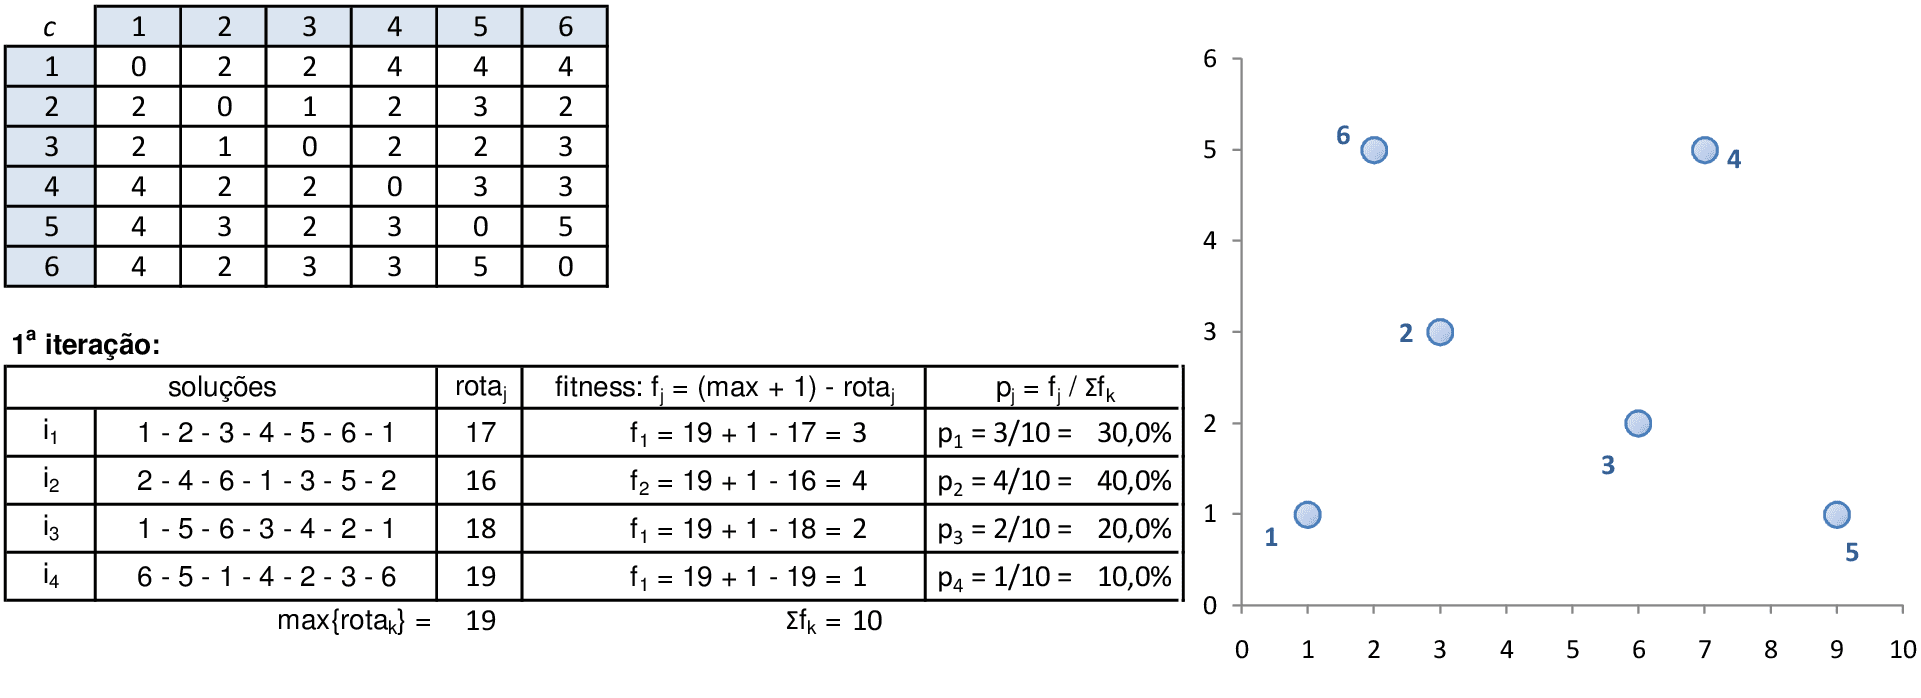 c 1 2 3 4 5 6
1 0 2 2 4 4 4
2 2 0 1 2 3 2
3 2 1 0 2 2 3
4 4 2 2 0 3 3
5 4 3 2 3 0 5
6 4 2 3 3 5 0
1ª iteração:
soluções rotaj fitness: fj = (max + 1) - rotaj pj = fj / Σfk
i1 1 - 2 - 3 - 4 - 5 - 6 - 1 17 f1 = 19 + 1 - 17 = 3 p1 = 3/10 = 30,0%
i2 2 - 4 - 6 - 1 - 3 - 5 - 2 16 f2 = 19 + 1 - 16 = 4 p2 = 4/10 = 40,0%
i3 1 - 5 - 6 - 3 - 4 - 2 - 1 18 f1 = 19 + 1 - 18 = 2 p3 = 2/10 = 20,0%
i4 6 - 5 - 1 - 4 - 2 - 3 - 6 19 f1 = 19 + 1 - 19 = 1 p4 = 1/10 = 10,0%
max{rotak} = 19 Σfk = 10
6
6
5
4
4
3
2
2
3
1
1
5
0
0 1 2 3 4 5 6 7 8 9 10